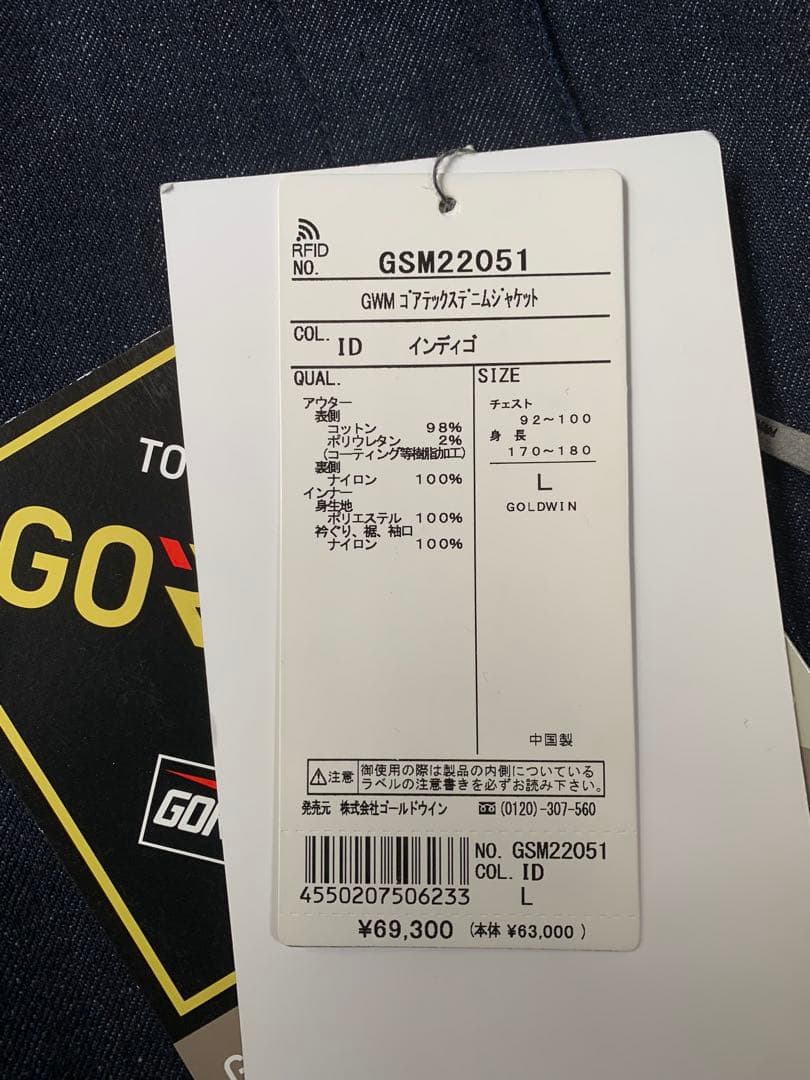 RFID
NO. GSM22051
GWM ゴアテックスデニムジャケット
COL. ID インディゴ
QUAL.
アウター
表側
コットン 98%
ポリウレタン 2%
(コーティング等樹脂加工)
裏側
ナイロン 100%
インナー
身生地
ポリエステル 100%
衿ぐり、裾、袖口
ナイロン 100%
SIZE
チェスト
92~100
身 長
170~180
L
GOLDWIN
中国製
注意 御使用の際は製品の内側についている
ラベルの注意書きを必ずお読み下さい。
発売元 株式会社ゴールドウイン ☎(0120)-307-560
NO. GSM22051
COL. ID
L
4550207506233
¥69,300 (本体 ¥63,000 )
TO
GO
GO
G